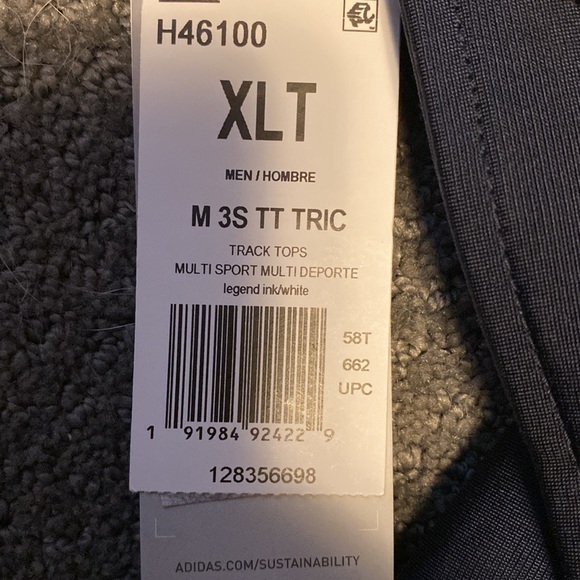 H46100
XLT
MEN / HOMBRE
M 3S TT TRIC
TRACK TOPS
MULTI SPORT MULTI DEPORTE
legend ink/white
58T
662
UPC
1 91984 92422 9
128356698
ADIDAS.COM/SUSTAINABILITY